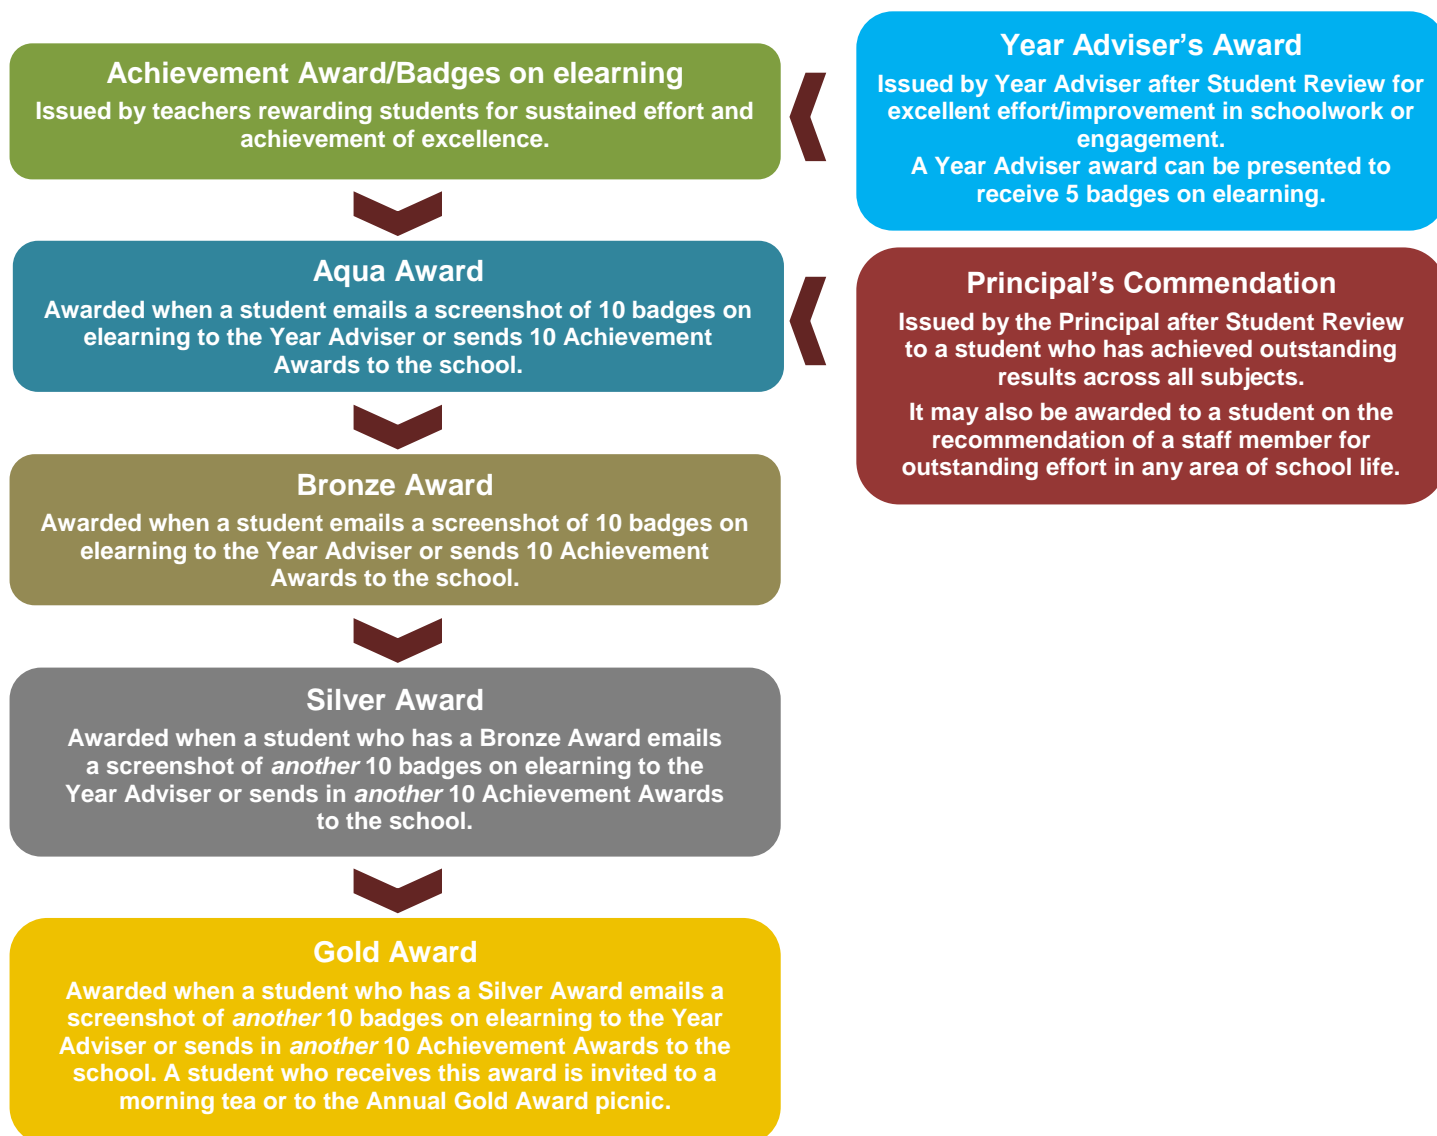 Achievement Award/Badges on elearning
Issued by teachers rewarding students for sustained effort and
achievement of excellence.
Year Adviser's Award
Issued by Year Adviser after Student Review for
excellent effort/improvement in schoolwork or
engagement.
A Year Adviser award can be presented to
receive 5 badges on elearning.
Aqua Award
Awarded when a student emails a screenshot of 10 badges on
elearning to the Year Adviser or sends 10 Achievement
Awards to the school.
Principal's Commendation
Issued by the Principal after Student Review
to a student who has achieved outstanding
results across all subjects.
It may also be awarded to a student on the
recommendation of a staff member for
outstanding effort in any area of school life.
Bronze Award
Awarded when a student emails a screenshot of 10 badges on
elearning to the Year Adviser or sends 10 Achievement
Awards to the school.
Silver Award
Awarded when a student who has a Bronze Award emails
a screenshot of another 10 badges on elearning to the
Year Adviser or sends in another 10 Achievement Awards
to the school.
Gold Award
Awarded when a student who has a Silver Award emails a
screenshot of another 10 badges on elearning to the Year
Adviser or sends in another 10 Achievement Awards to the
school. A student who receives this award is invited to a
morning tea or to the Annual Gold Award picnic.